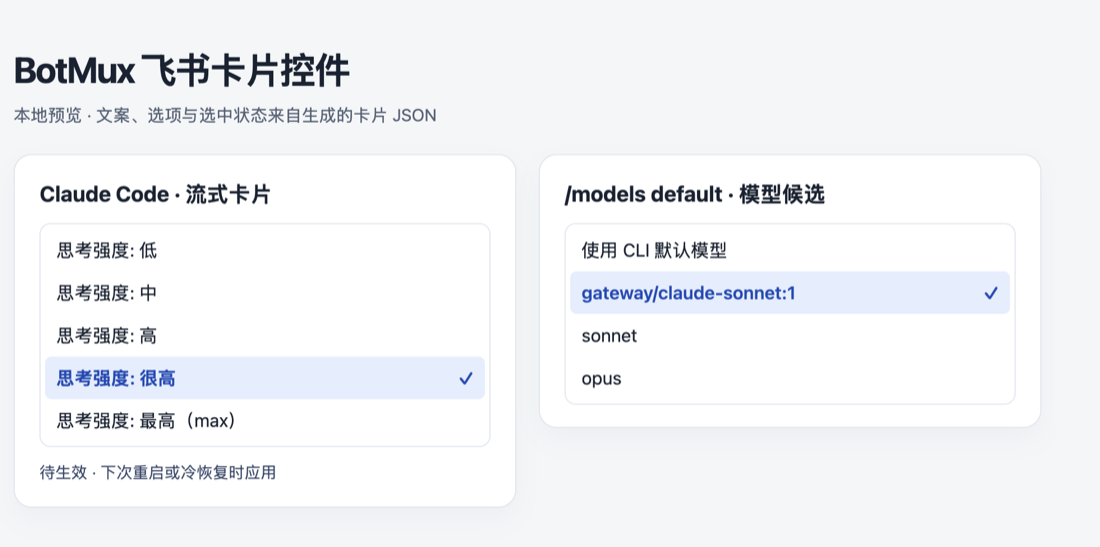 BotMux 飞书卡片控件
本地预览 · 文案、选项与选中状态来自生成的卡片 JSON
Claude Code · 流式卡片
思考强度: 低
思考强度: 中
思考强度: 高
思考强度: 很高
思考强度: 最高（max）
待生效 · 下次重启或冷恢复时应用
/models default · 模型候选
使用 CLI 默认模型
gateway/claude-sonnet:1
sonnet
opus